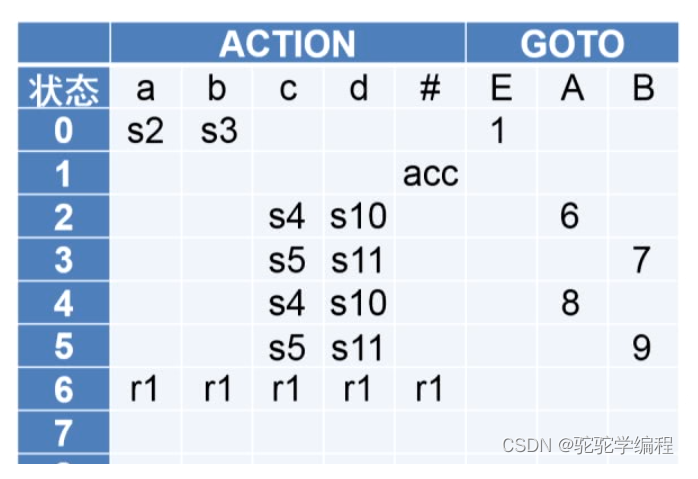 ACTION GOTO
状态 a b c d # E A B
0 s2 s3 1
1 acc
2 s4 s10 6
3 s5 s11 7
4 s4 s10 8
5 s5 s11 9
6 r1 r1 r1 r1 r1
7
CSDN @驼驼学编程